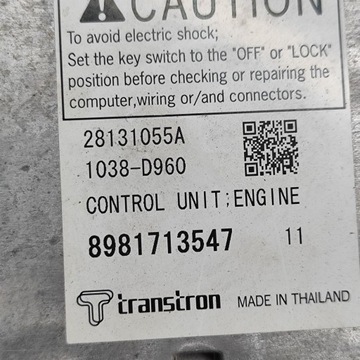 CAUTION
To avoid electric shock;
Set the key switch to the "OFF" or "LOCK"
position before checking or repairing the
computer,wiring or/and connectors.
28131055A
1038-D960
CONTROL UNIT;ENGINE
8981713547 11
transtron MADE IN THAILAND